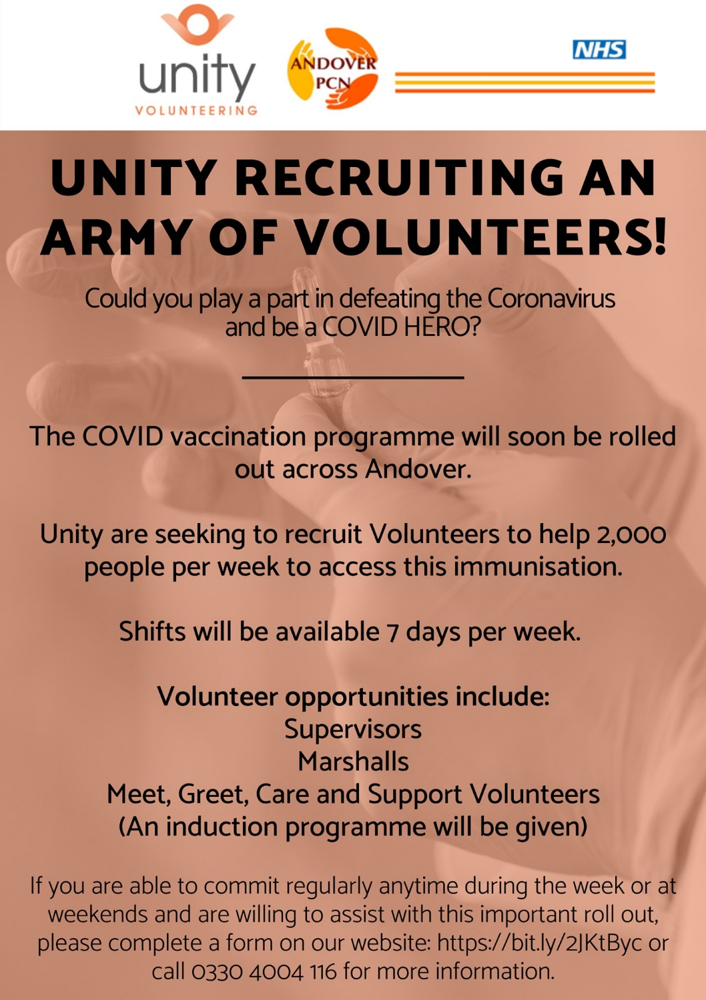 unity
VOLUNTEERING
ANDOVER
PCN
NHS
UNITY RECRUITING AN
ARMY OF VOLUNTEERS!
Could you play a part in defeating the Coronavirus
and be a COVID HERO?
The COVID vaccination programme will soon be rolled
out across Andover.
Unity are seeking to recruit Volunteers to help 2,000
people per week to access this immunisation.
Shifts will be available 7 days per week.
Volunteer opportunities include:
Supervisors
Marshalls
Meet, Greet, Care and Support Volunteers
(An induction programme will be given)
If you are able to commit regularly anytime during the week or at
weekends and are willing to assist with this important roll out,
please complete a form on our website: https://bit.ly/2JKtByc or
call 0330 4004 116 for more information.